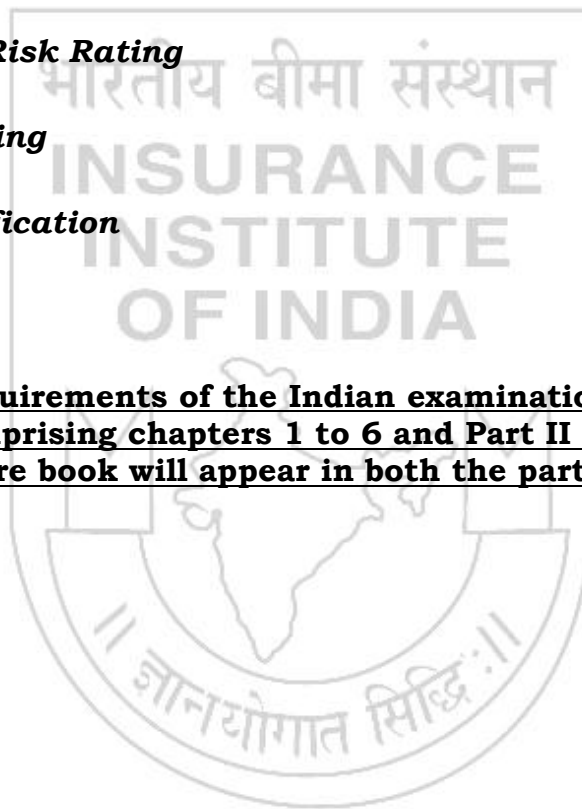 Risk Rating
भारतीय बीमा संस्थान
ing
INSURANCE
fication
INSTITUTE
OF INDIA
uirements of the Indian examinatio
prising chapters 1 to 6 and Part II
re book will appear in both the part
॥ ज्ञानयोगात सिद्धि :॥